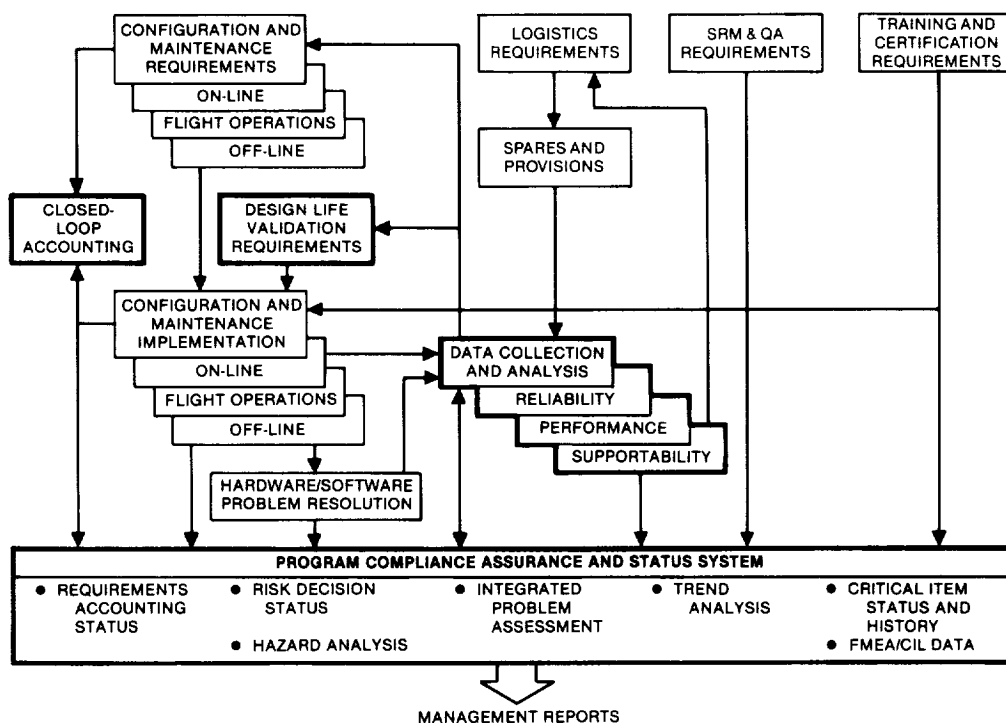 CONFIGURATION AND
MAINTENANCE
REQUIREMENTS
ON-LINE
FLIGHT OPERATIONS
OFF-LINE
LOGISTICS
REQUIREMENTS
SRM & QA
REQUIREMENTS
TRAINING AND
CERTIFICATION
REQUIREMENTS
SPARES AND
PROVISIONS
CLOSED-
LOOP
ACCOUNTING
DESIGN LIFE
VALIDATION
REQUIREMENTS
CONFIGURATION AND
MAINTENANCE
IMPLEMENTATION
ON-LINE
FLIGHT OPERATIONS
OFF-LINE
DATA COLLECTION
AND ANALYSIS
RELIABILITY
PERFORMANCE
SUPPORTABILITY
HARDWARE/SOFTWARE
PROBLEM RESOLUTION
PROGRAM COMPLIANCE ASSURANCE AND STATUS SYSTEM
● REQUIREMENTS
ACCOUNTING
STATUS
● RISK DECISION
STATUS
● HAZARD ANALYSIS
● INTEGRATED
PROBLEM
ASSESSMENT
● TREND
ANALYSIS
● CRITICAL ITEM
STATUS AND
HISTORY
● FMEA/CIL DATA
MANAGEMENT REPORTS